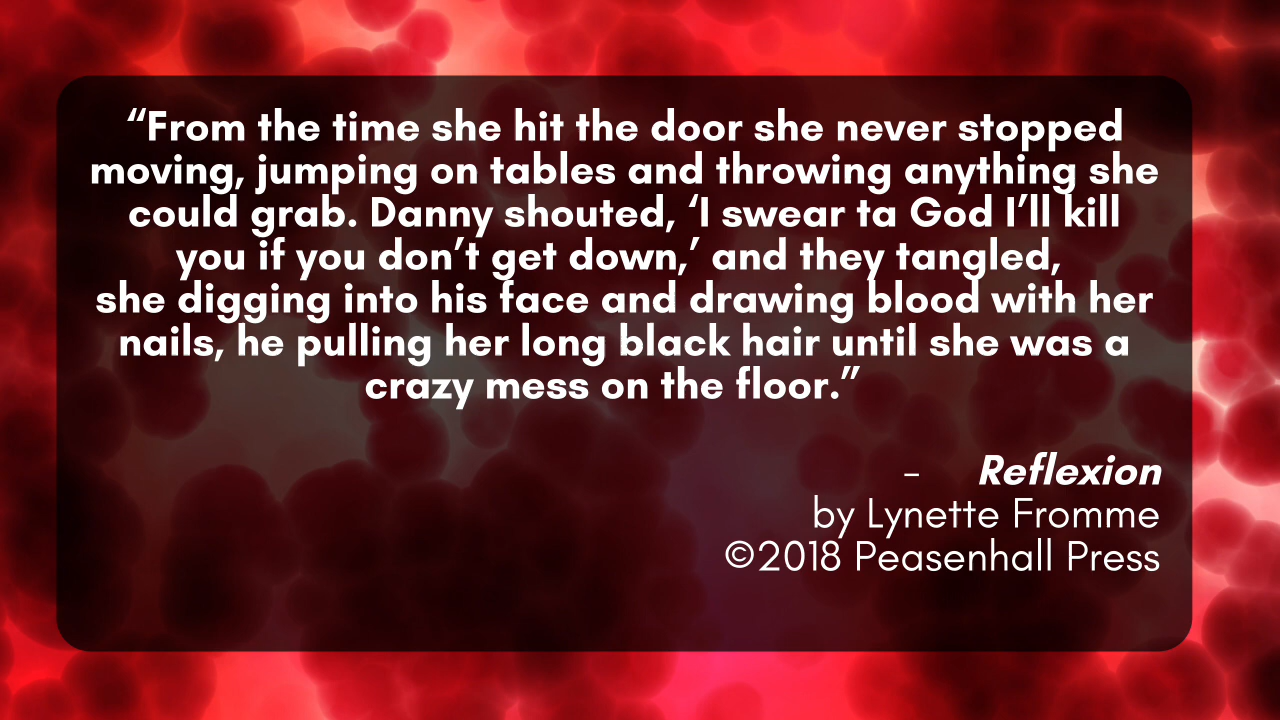 “From the time she hit the door she never stopped
moving, jumping on tables and throwing anything she
could grab. Danny shouted, ‘I swear ta God I’ll kill
you if you don’t get down,’ and they tangled,
she digging into his face and drawing blood with her
nails, he pulling her long black hair until she was a
crazy mess on the floor.”
– Reflexion
by Lynette Fromme
©2018 Peasenhall Press